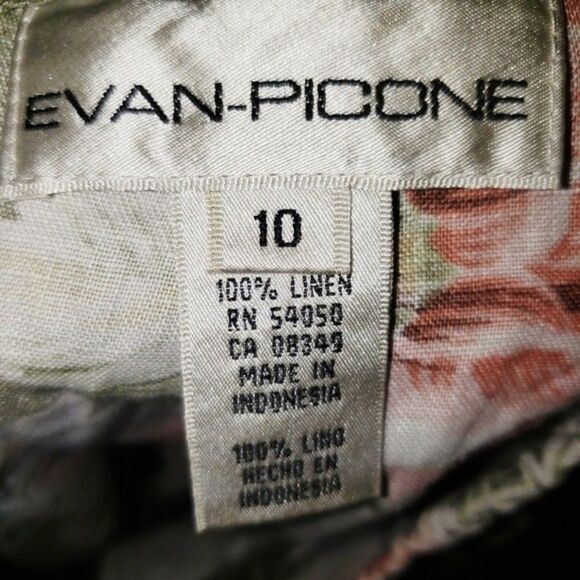 EVAN-PICONE
10
100% LINEN
RN 54050
CA 08349
MADE IN
INDONESIA
100% LINO
HECHO EN
INDONESIA